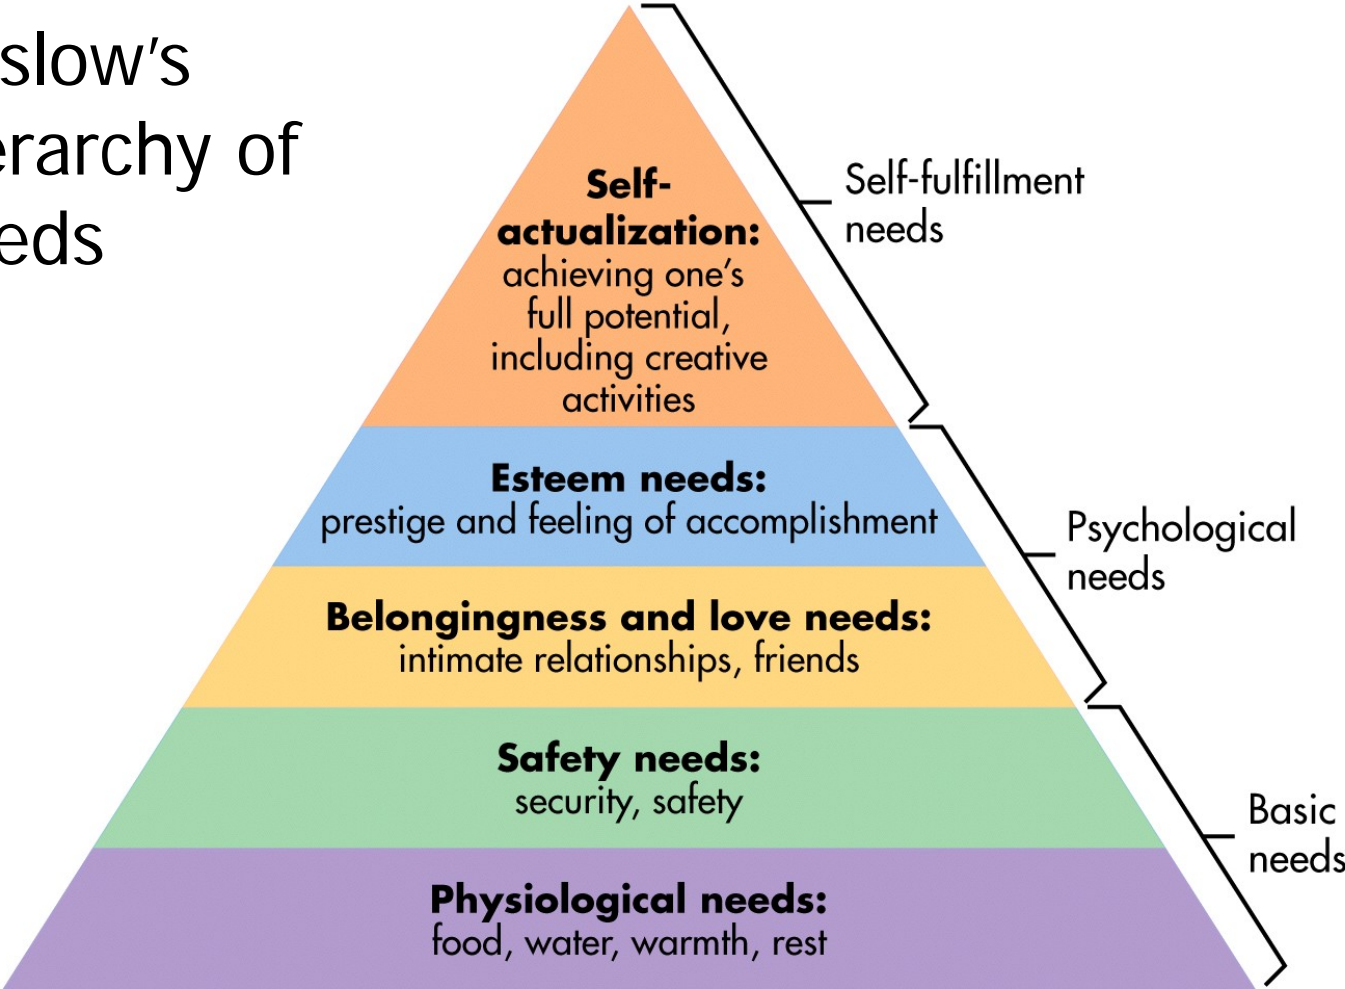 slow's
erarchy of
eds
Self-
actualization:
achieving one's
full potential,
including creative
activities
Self-fulfillment
needs
Esteem needs:
prestige and feeling of accomplishment
Psychological
needs
Belongingness and love needs:
intimate relationships, friends
Safety needs:
security, safety
Basic
needs
Physiological needs:
food, water, warmth, rest